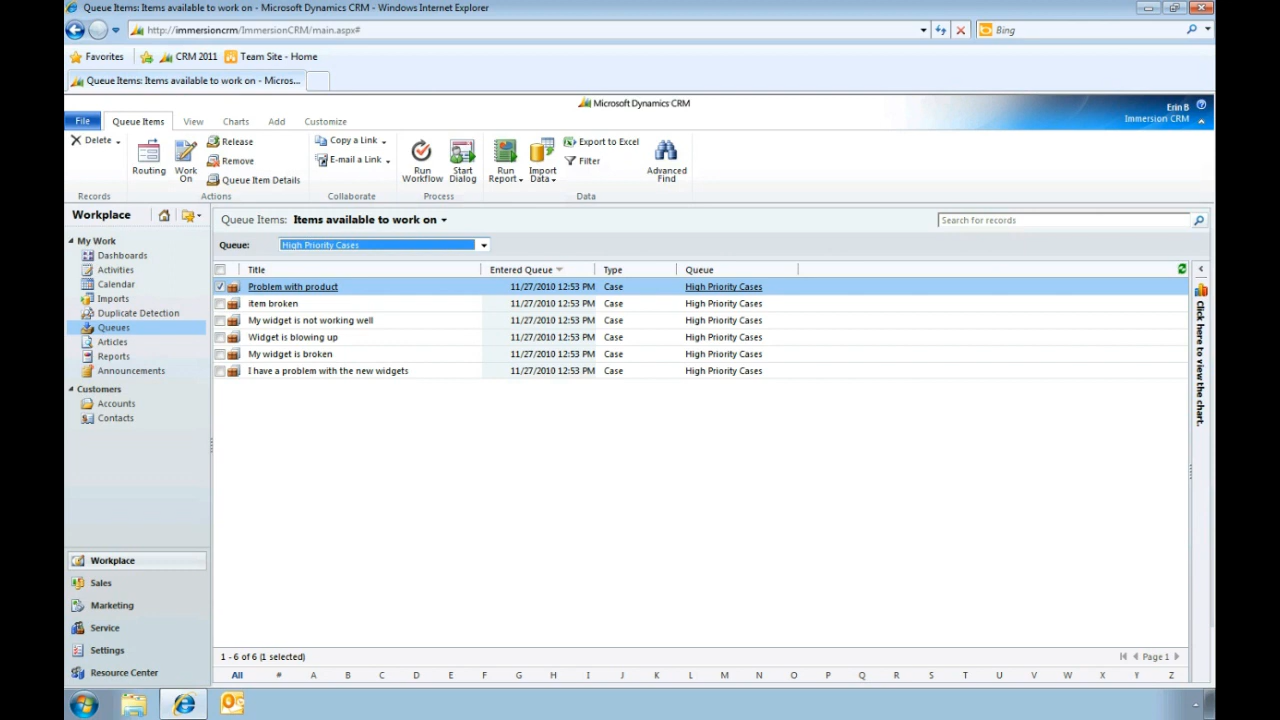 Queue Items: Items available to work on - Microsoft Dynamics CRM - Windows Internet Explorer
http://immersioncrm/ImmersionCRM/main.aspx#
Bing
Favorites CRM 2011 Team Site - Home
Queue Items: Items available to work on - Micros...
Microsoft Dynamics CRM
Erin B
Immersion CRM
File Queue Items View Charts Add Customize
Delete
Routing
Work On
Release
Remove
Queue Item Details
Copy a Link
E-mail a Link
Run Workflow
Start Dialog
Run Report
Import Data
Export to Excel
Filter
Advanced Find
Records Actions Collaborate Process Data
Workplace
My Work
Dashboards
Activities
Calendar
Imports
Duplicate Detection
Queues
Articles
Reports
Announcements
Customers
Accounts
Contacts
Workplace
Sales
Marketing
Service
Settings
Resource Center
Queue Items: Items available to work on
Search for records
Queue: High Priority Cases
Title Entered Queue Type Queue
Problem with product 11/27/2010 12:53 PM Case High Priority Cases
item broken 11/27/2010 12:53 PM Case High Priority Cases
My widget is not working well 11/27/2010 12:53 PM Case High Priority Cases
Widget is blowing up 11/27/2010 12:53 PM Case High Priority Cases
My widget is broken 11/27/2010 12:53 PM Case High Priority Cases
I have a problem with the new widgets 11/27/2010 12:53 PM Case High Priority Cases
Click here to view the chart.
1 - 6 of 6 (1 selected)
Page 1
All # A B C D E F G H I J K L M N O P Q R S T U V W X Y Z